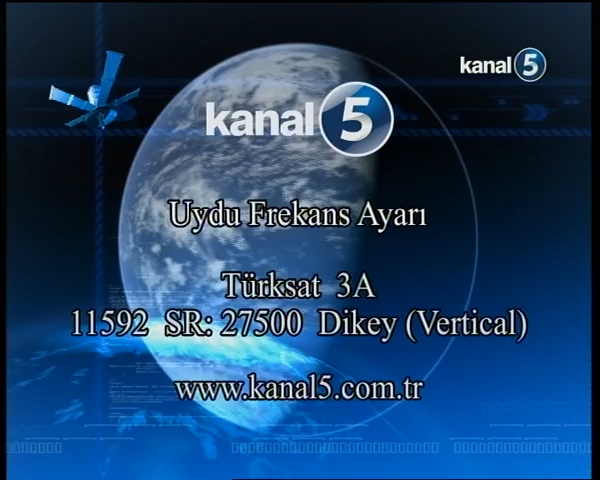 kanal 5
kanal 5
Uydu Frekans Ayarı
Türksat 3A
11592 SR: 27500 Dikey (Vertical)
www.kanal5.com.tr